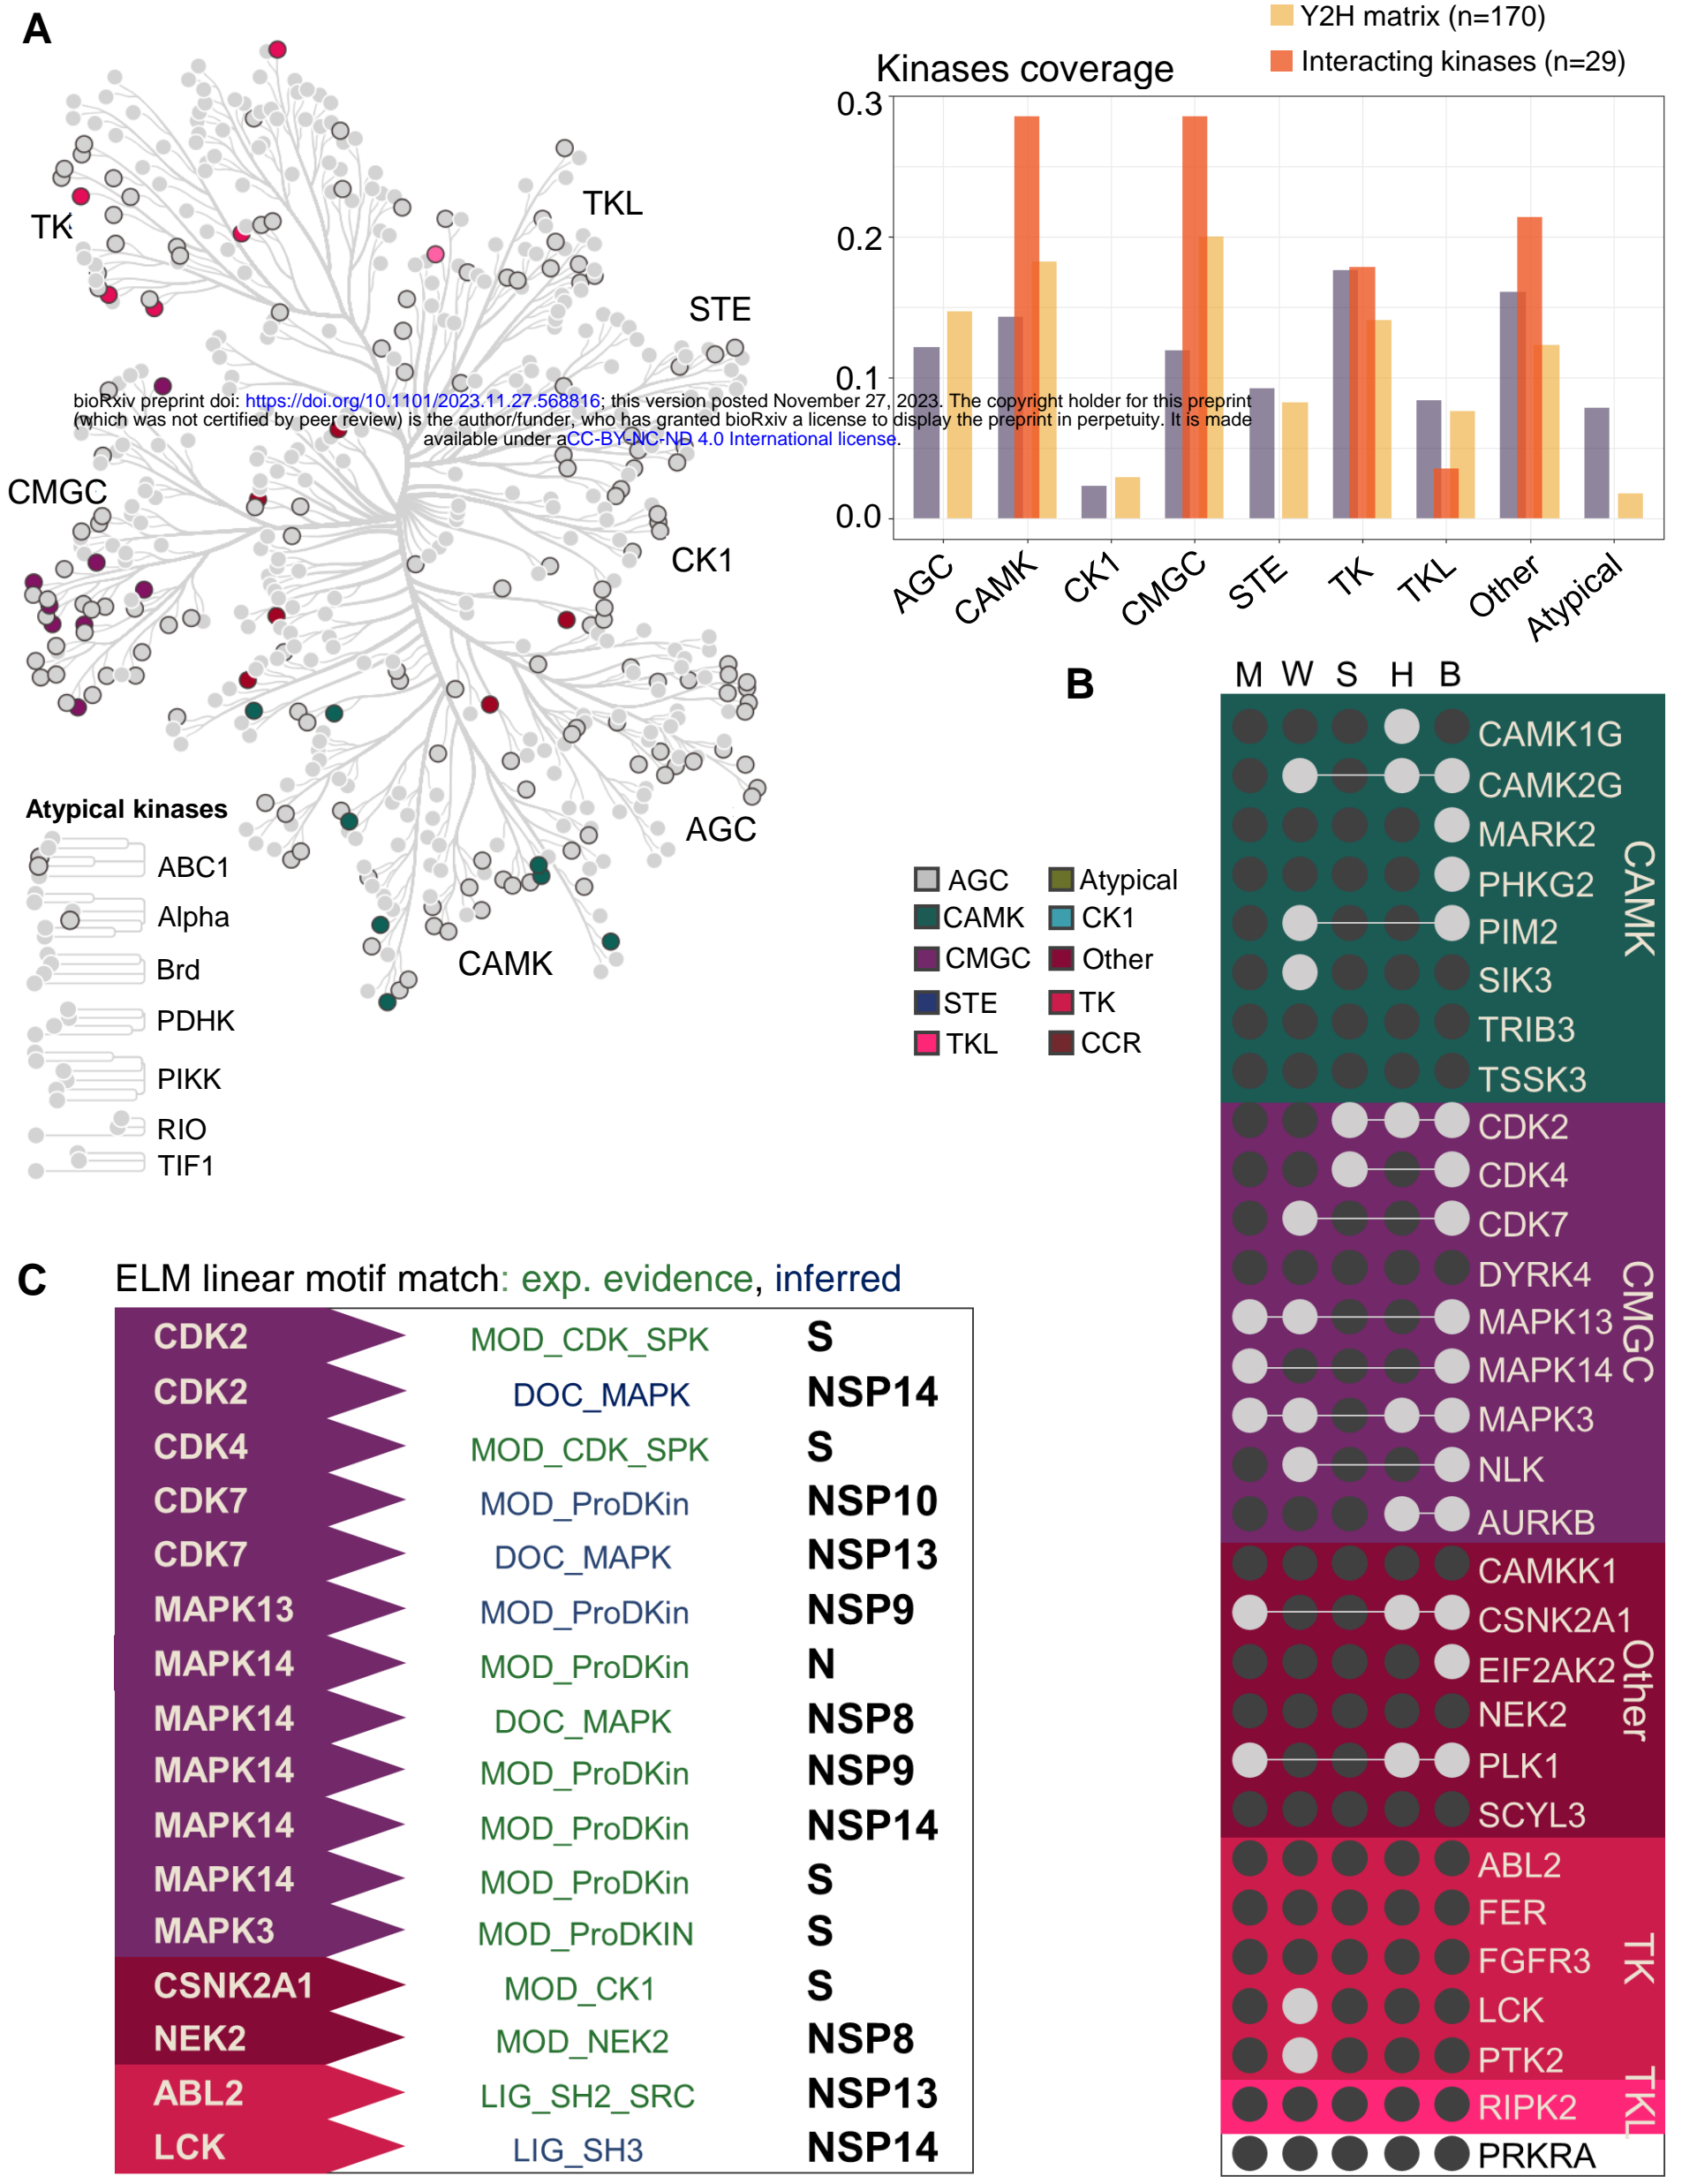 A
Y2H matrix (n=170)
Interacting kinases (n=29)
Kinases coverage
0.3
0.2
0.1
0.0
AGC
CAMK
CK1
CMGC
STE
TK
TKL
Other
Atypical
TK
TKL
STE
CMGC
CK1
AGC
CAMK
bioRxiv preprint doi: https://doi.org/10.1101/2023.11.27.568816; this version posted November 27, 2023. The copyright holder for this preprint
(which was not certified by peer review) is the author/funder, who has granted bioRxiv a license to display the preprint in perpetuity. It is made
available under aCC-BY-NC-ND 4.0 International license.
Atypical kinases
ABC1
Alpha
Brd
PDHK
PIKK
RIO
TIF1
AGC
Atypical
CAMK
CK1
CMGC
Other
STE
TK
TKL
CCR
B
M W S H B
CAMK1G
CAMK2G
MARK2
PHKG2
PIM2
SIK3
TRIB3
TSSK3
CAMK
CDK2
CDK4
CDK7
DYRK4
MAPK13
MAPK14
MAPK3
NLK
AURKB
CMGC
CAMKK1
CSNK2A1
EIF2AK2
NEK2
PLK1
SCYL3
Other
ABL2
FER
FGFR3
LCK
PTK2
TK
RIPK2
TKL
PRKRA
C
ELM linear motif match: exp. evidence, inferred
CDK2 MOD_CDK_SPK S
CDK2 DOC_MAPK NSP14
CDK4 MOD_CDK_SPK S
CDK7 MOD_ProDKin NSP10
CDK7 DOC_MAPK NSP13
MAPK13 MOD_ProDKin NSP9
MAPK14 MOD_ProDKin N
MAPK14 DOC_MAPK NSP8
MAPK14 MOD_ProDKin NSP9
MAPK14 MOD_ProDKin NSP14
MAPK14 MOD_ProDKin S
MAPK3 MOD_ProDKIN S
CSNK2A1 MOD_CK1 S
NEK2 MOD_NEK2 NSP8
ABL2 LIG_SH2_SRC NSP13
LCK LIG_SH3 NSP14